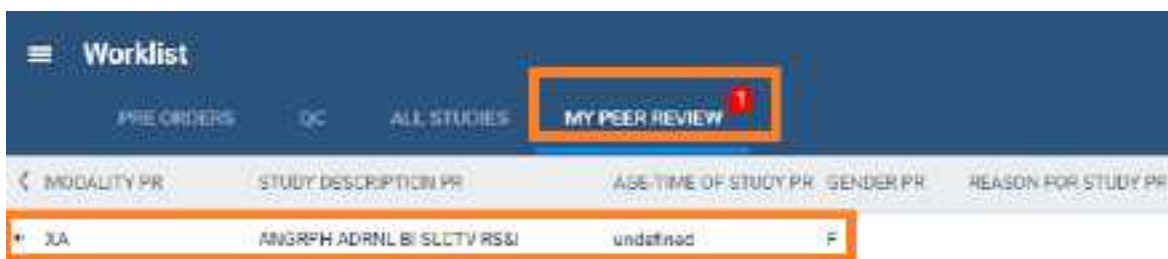 Worklist
PRE ORDERS QC ALL STUDIES MY PEER REVIEW 1
MODALITY PR STUDY DESCRIPTION PR AGE-TIME OF STUDY PR GENDER PR REASON FOR STUDY PR
XA ANGRPH ADRNL BI SLCTV RS&I undefined F